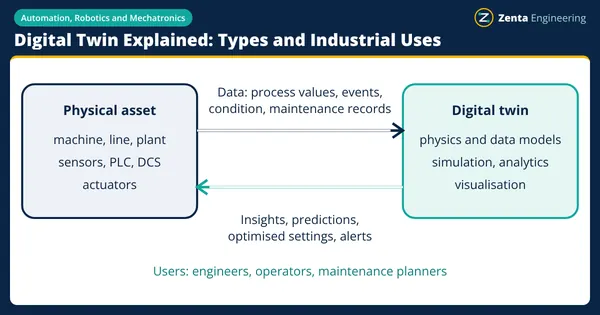 Automation, Robotics and Mechatronics
Zenta Engineering
Digital Twin Explained: Types and Industrial Uses
Physical asset
machine, line, plant
sensors, PLC, DCS
actuators
Data: process values, events,
condition, maintenance records
Digital twin
physics and data models
simulation, analytics
visualisation
Insights, predictions,
optimised settings, alerts
Users: engineers, operators, maintenance planners